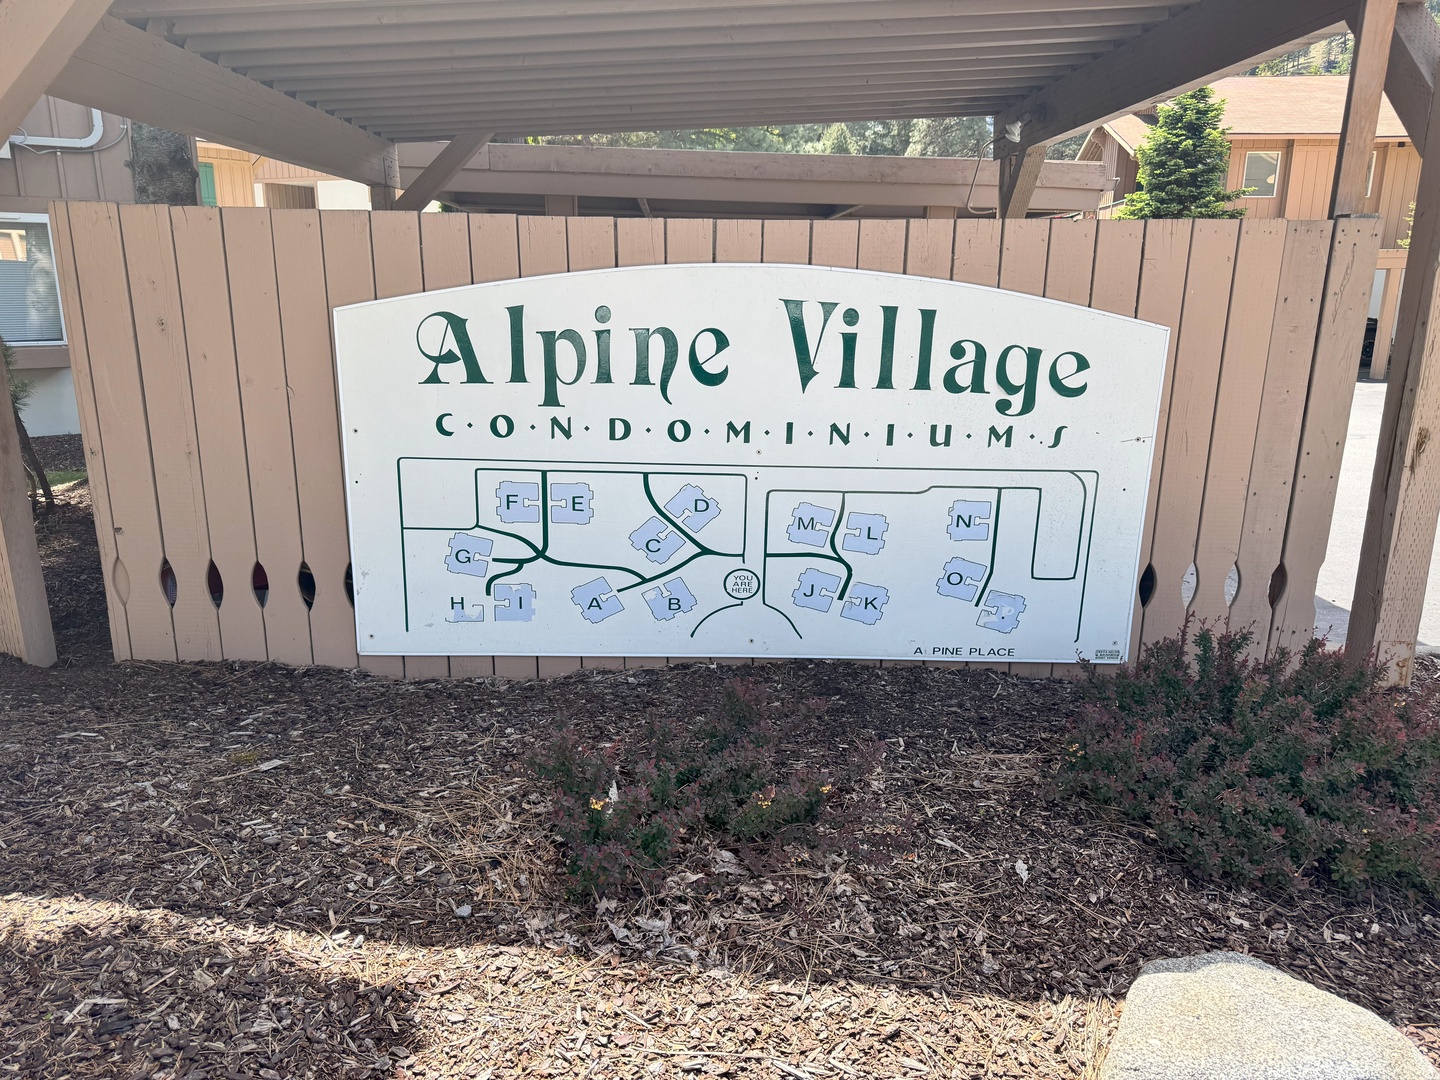 Alpine Village
C·O·N·D·O·M·I·N·I·U·M·S
F E D
M L N
G C
O
H I A B
J K P
YOU
ARE
HERE
A PINE PLACE